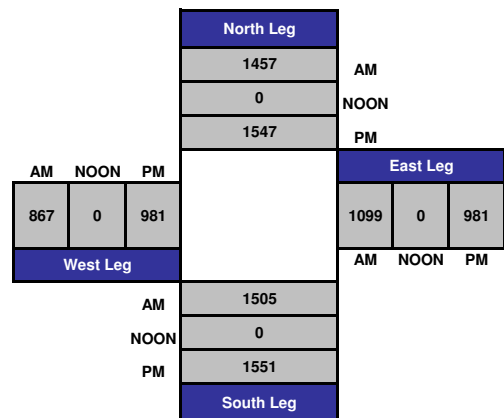 North Leg
1457 AM
0 NOON
1547 PM
AM NOON PM
East Leg
867 0 981
1099 0 981
West Leg
AM NOON PM
AM 1505
NOON 0
PM 1551
South Leg